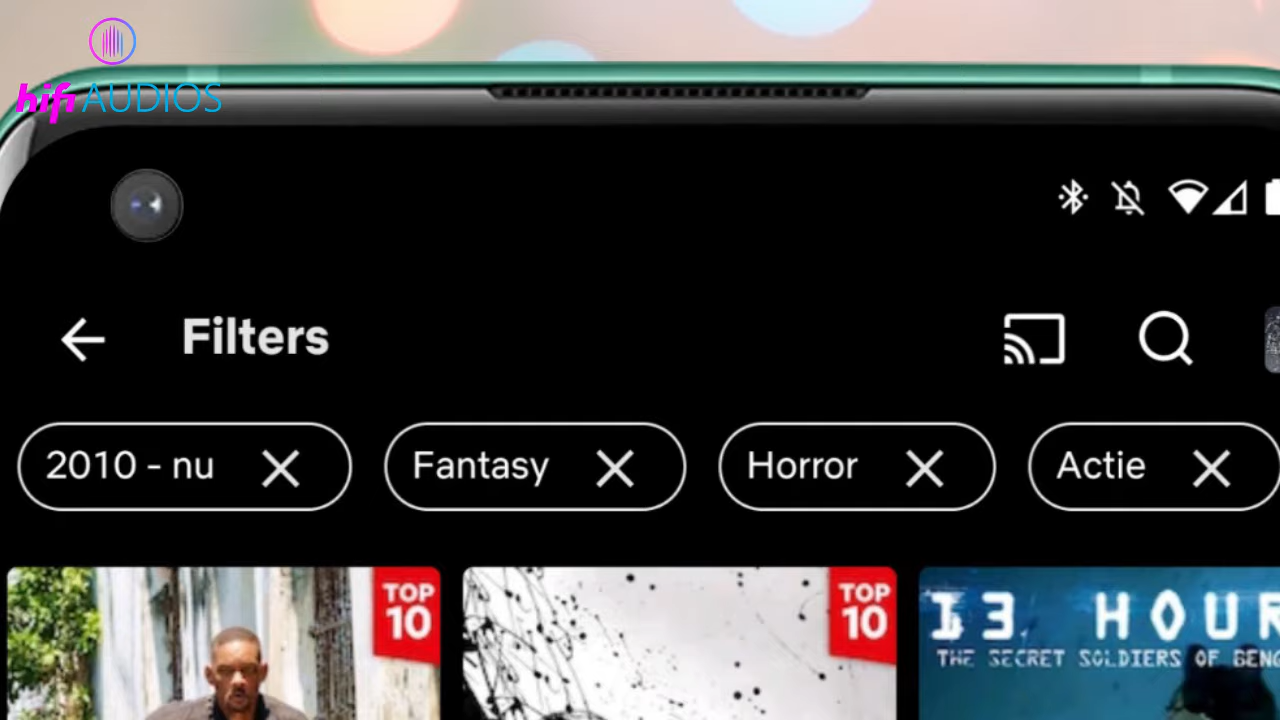 hifi AUDIOS
Filters
2010 - nu
Fantasy
Horror
Actie
TOP
10
TOP
10
13 HOUR
THE SECRET SOLDIERS OF BENG